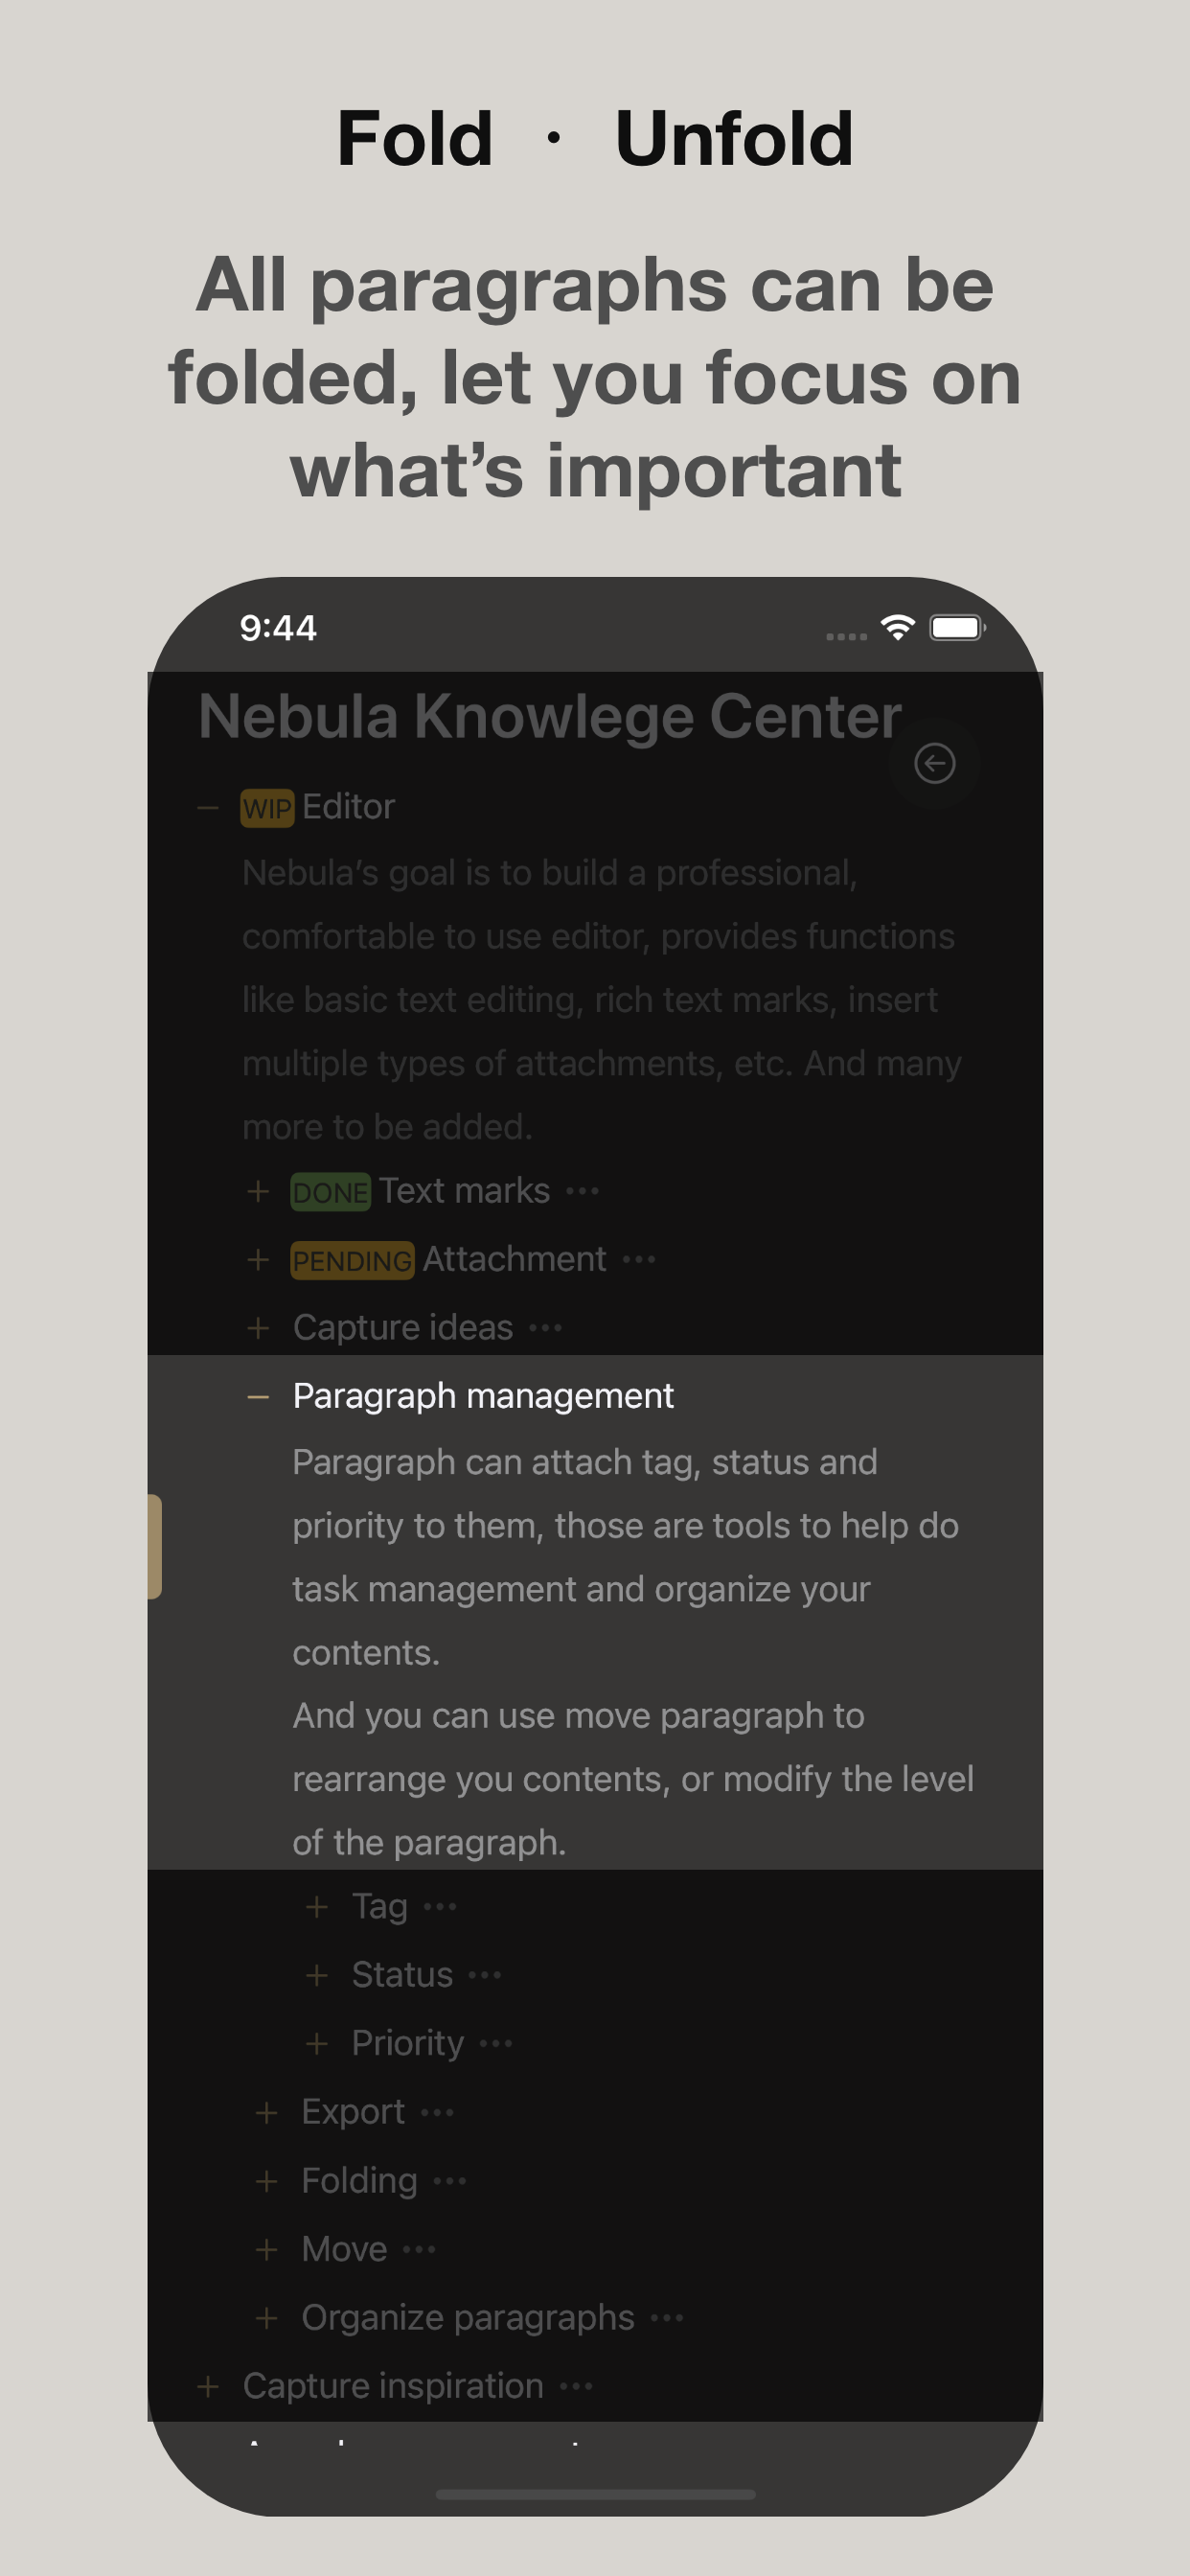 Fold · Unfold
All paragraphs can be
folded, let you focus on
what’s important
9:44
Nebula Knowlege Center
WIP Editor
Nebula’s goal is to build a professional,
comfortable to use editor, provides functions
like basic text editing, rich text marks, insert
multiple types of attachments, etc. And many
more to be added.
DONE Text marks •••
PENDING Attachment •••
Capture ideas •••
Paragraph management
Paragraph can attach tag, status and
priority to them, those are tools to help do
task management and organize your
contents.
And you can use move paragraph to
rearrange you contents, or modify the level
of the paragraph.
Tag •••
Status •••
Priority •••
Export •••
Folding •••
Move •••
Organize paragraphs •••
Capture inspiration •••